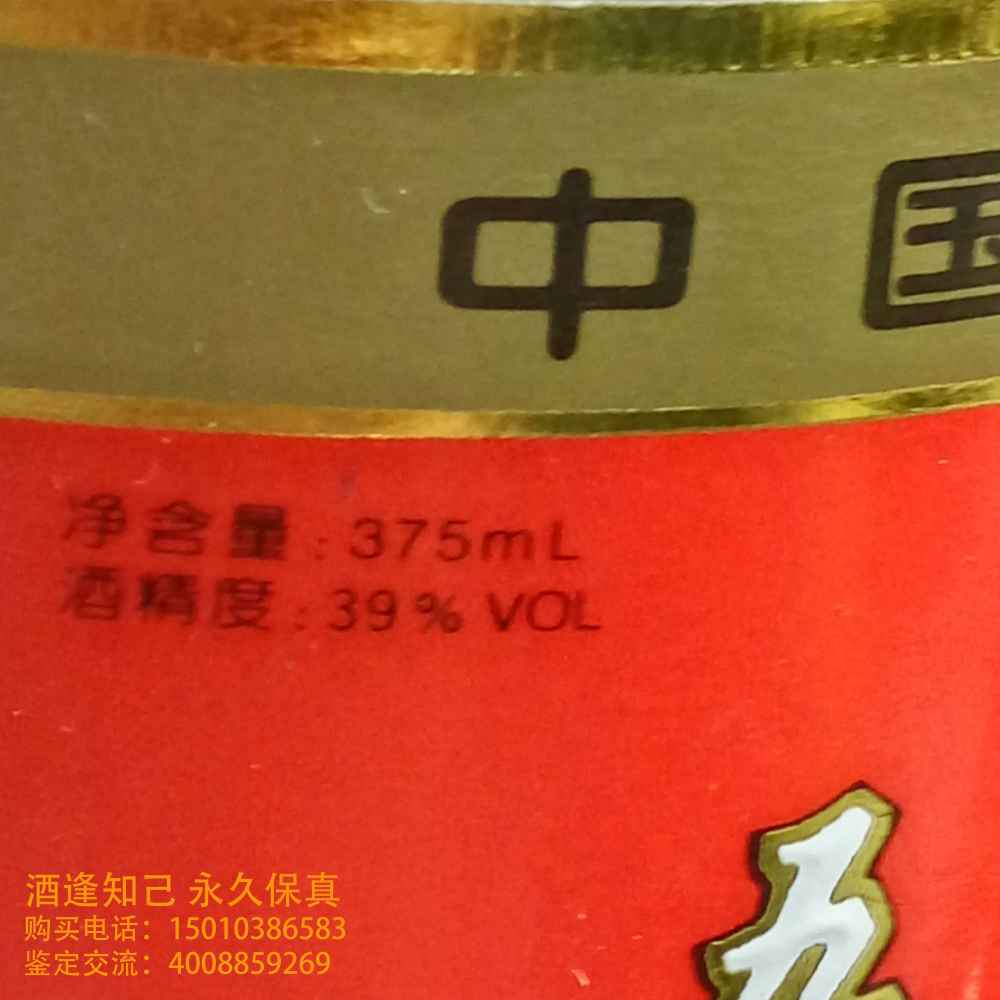 中国
净含量:375mL
酒精度:39% VOL
五
酒逢知己 永久保真
购买电话：15010386583
鉴定交流：4008859269